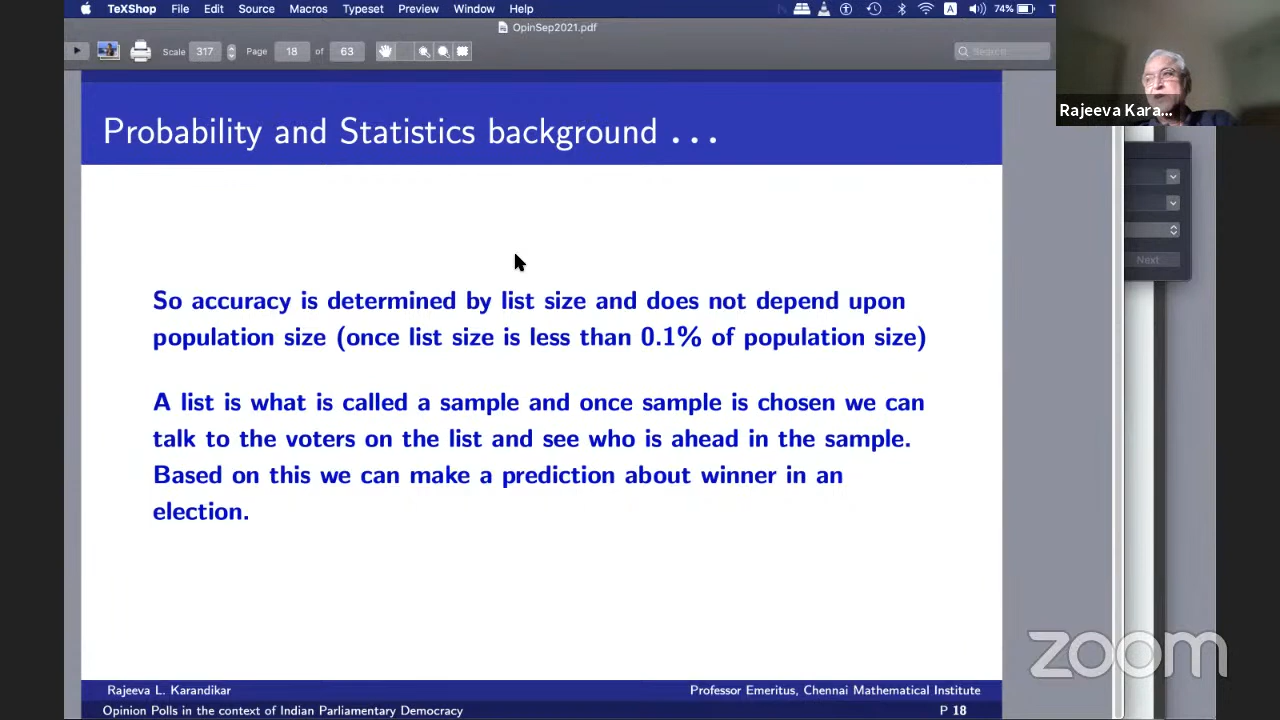 TeXShop File Edit Source Macros Typeset Preview Window Help A 74% T
OpinSep2021.pdf
Scale 317 Page 18 of 63 Search
Rajeeva Kara...
Probability and Statistics background . . .
Next
So accuracy is determined by list size and does not depend upon
population size (once list size is less than 0.1% of population size)
A list is what is called a sample and once sample is chosen we can
talk to the voters on the list and see who is ahead in the sample.
Based on this we can make a prediction about winner in an
election.
zoom
Rajeeva L. Karandikar Professor Emeritus, Chennai Mathematical Institute
Opinion Polls in the context of Indian Parliamentary Democracy P 18